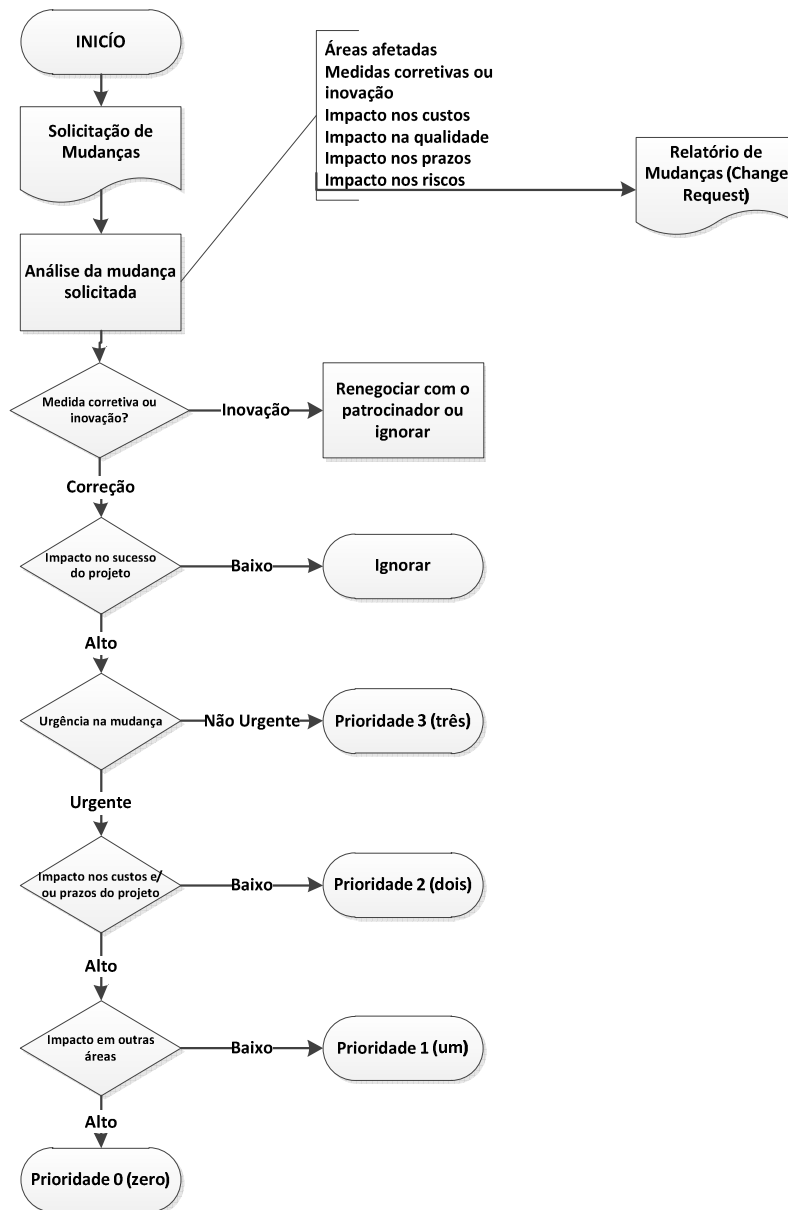 INICÍO
Áreas afetadas
Medidas corretivas ou
inovação
Impacto nos custos
Impacto na qualidade
Impacto nos prazos
Impacto nos riscos
Solicitação de
Mudanças
Relatório de
Mudanças (Change
Request)
Análise da mudança
solicitada
Medida corretiva ou
inovação?
Inovação
Renegociar com o
patrocinador ou
ignorar
Correção
Impacto no sucesso
do projeto
Baixo
Ignorar
Alto
Urgência na mudança
Não Urgente
Prioridade 3 (três)
Urgente
Impacto nos custos e/
ou prazos do projeto
Baixo
Prioridade 2 (dois)
Alto
Impacto em outras
áreas
Baixo
Prioridade 1 (um)
Alto
Prioridade 0 (zero)